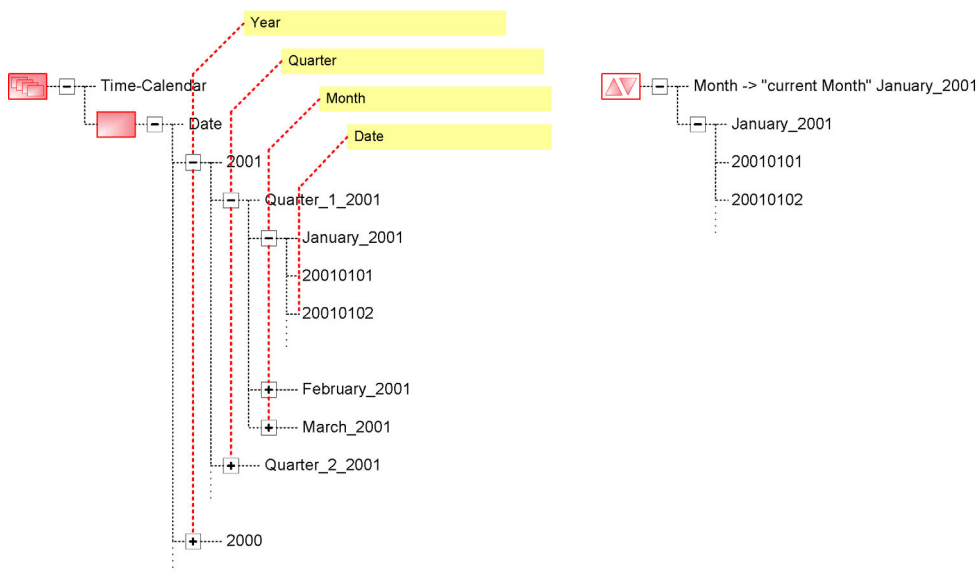 Year
Quarter
Time-Calendar
Month
Date
Date
2001
Quarter_1_2001
January_2001
20010101
20010102
February_2001
March_2001
Quarter_2_2001
2000
Month -> "current Month" January_2001
January_2001
20010101
20010102